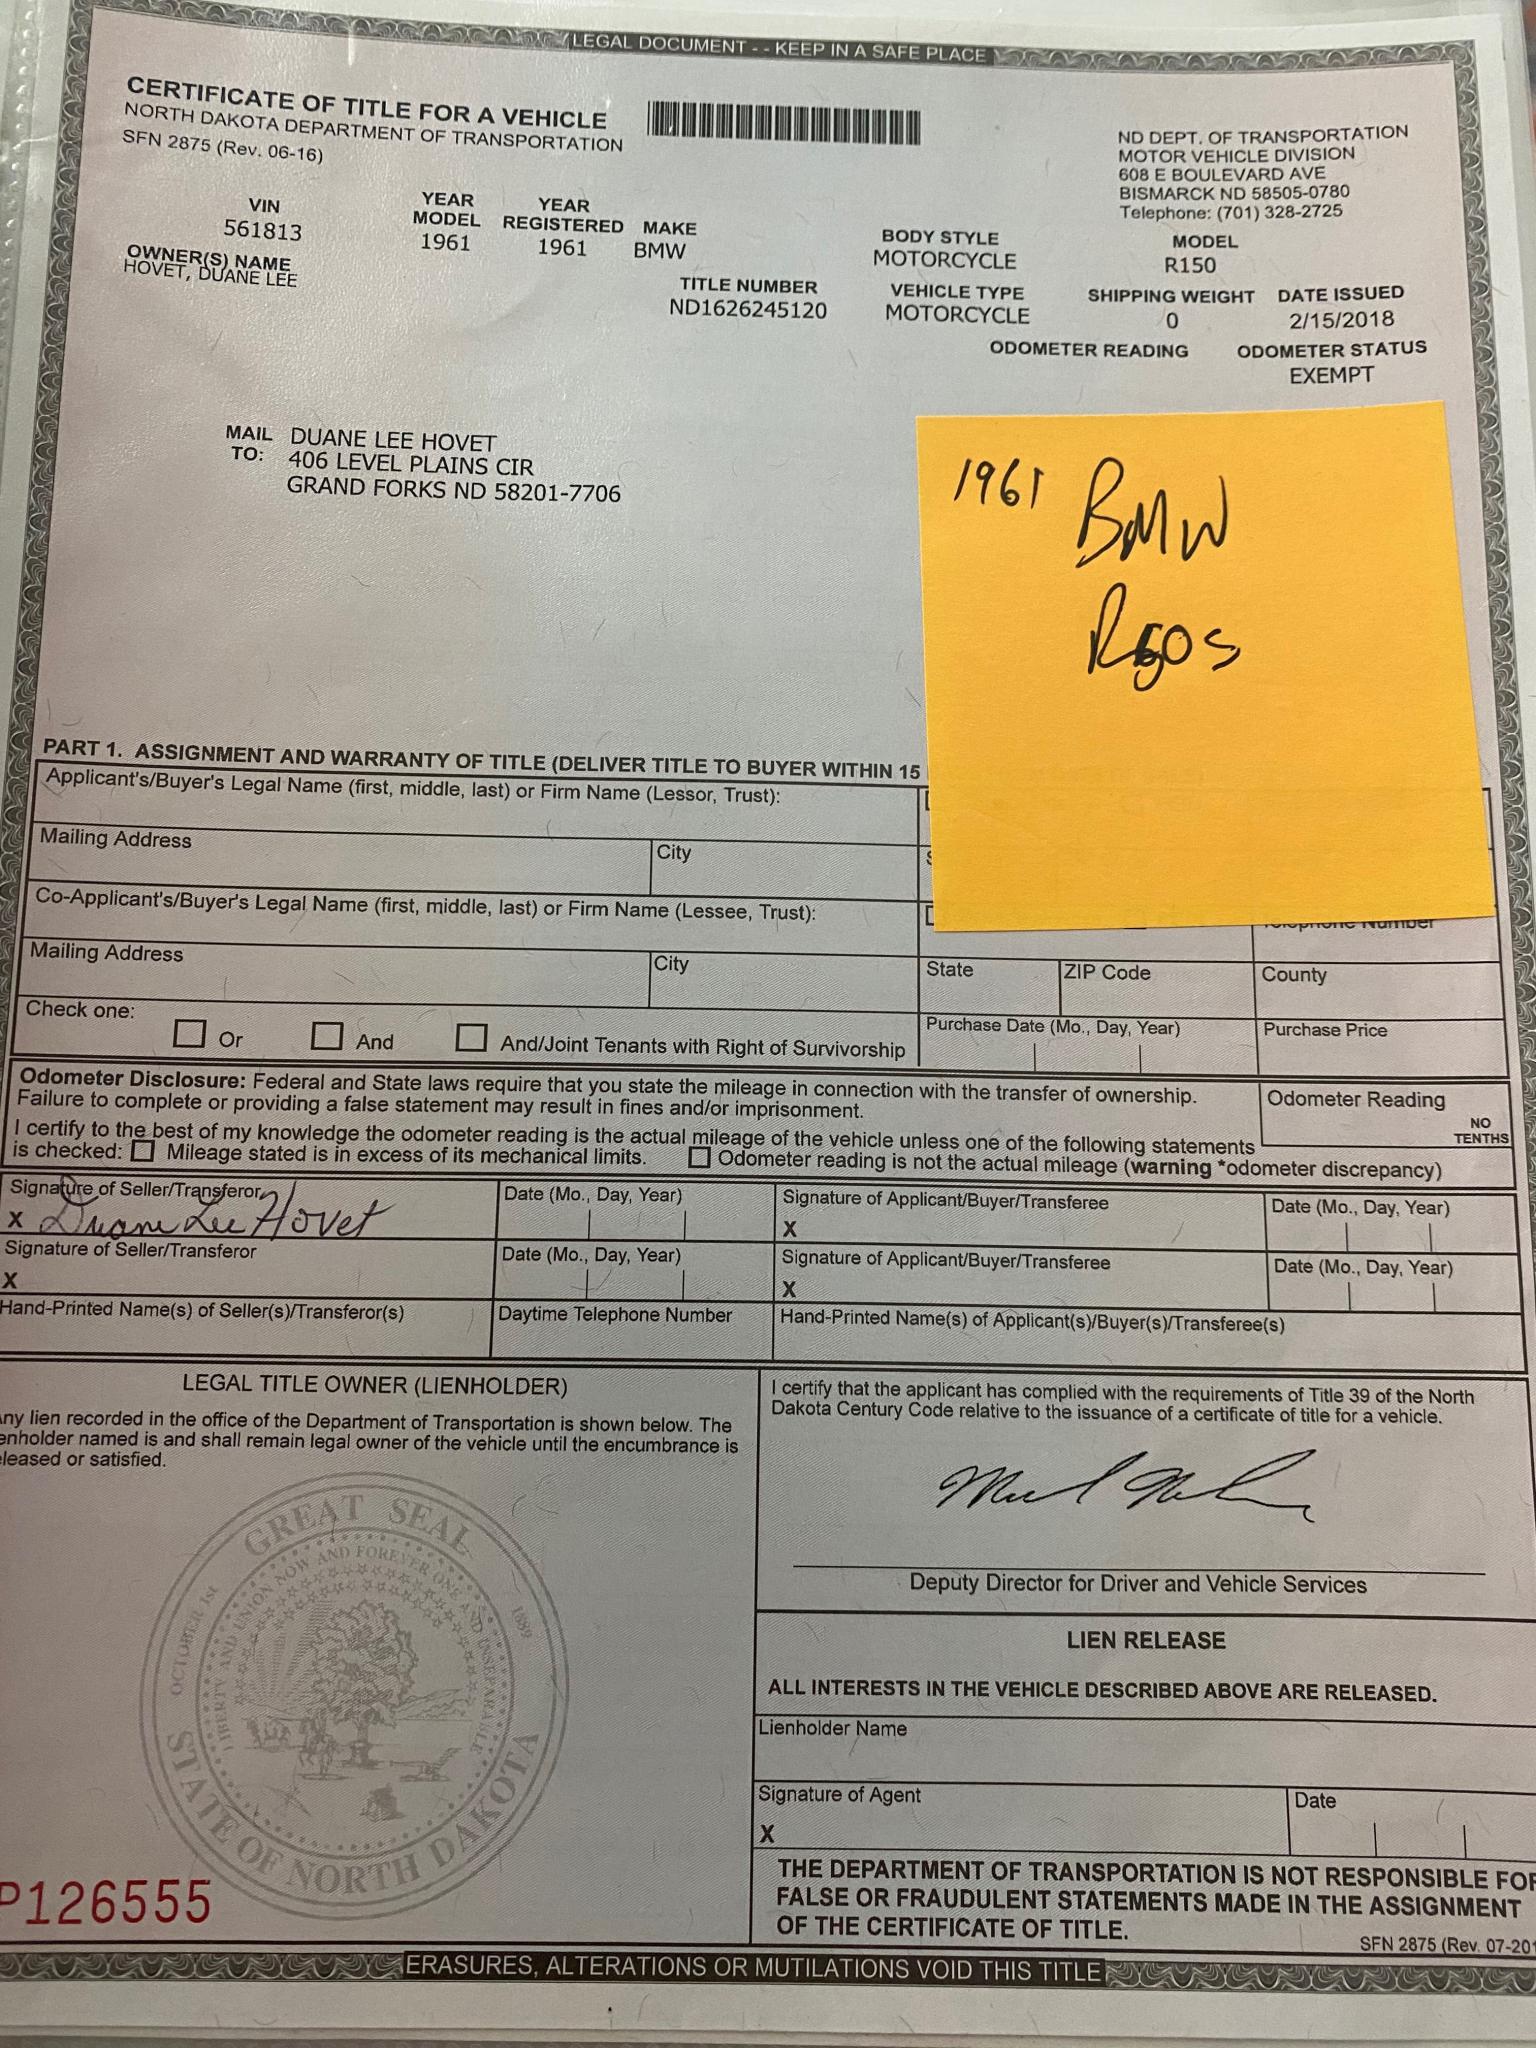 LEGAL DOCUMENT - - KEEP IN A SAFE PLACE
CERTIFICATE OF TITLE FOR A VEHICLE
NORTH DAKOTA DEPARTMENT OF TRANSPORTATION
SFN 2875 (Rev. 06-16)
ND DEPT. OF TRANSPORTATION
MOTOR VEHICLE DIVISION
608 E BOULEVARD AVE
BISMARCK ND 58505-0780
Telephone: (701) 328-2725
VIN
561813
YEAR MODEL
1961
YEAR REGISTERED
1961
MAKE
BMW
BODY STYLE
MOTORCYCLE
MODEL
R150
OWNER(S) NAME
HOVET, DUANE LEE
TITLE NUMBER
ND1626245120
VEHICLE TYPE
MOTORCYCLE
SHIPPING WEIGHT
0
DATE ISSUED
2/15/2018
ODOMETER READING
ODOMETER STATUS
EXEMPT
MAIL TO:
DUANE LEE HOVET
406 LEVEL PLAINS CIR
GRAND FORKS ND 58201-7706
1961 BMW
R50s
PART 1. ASSIGNMENT AND WARRANTY OF TITLE (DELIVER TITLE TO BUYER WITHIN 15
Applicant's/Buyer's Legal Name (first, middle, last) or Firm Name (Lessor, Trust):
Mailing Address
City
Co-Applicant's/Buyer's Legal Name (first, middle, last) or Firm Name (Lessee, Trust):
Telephone Number
Mailing Address
City
State
ZIP Code
County
Check one:
Or
And
And/Joint Tenants with Right of Survivorship
Purchase Date (Mo., Day, Year)
Purchase Price
Odometer Disclosure: Federal and State laws require that you state the mileage in connection with the transfer of ownership.
Failure to complete or providing a false statement may result in fines and/or imprisonment.
Odometer Reading
NO TENTHS
I certify to the best of my knowledge the odometer reading is the actual mileage of the vehicle unless one of the following statements
is checked: Mileage stated is in excess of its mechanical limits. Odometer reading is not the actual mileage (warning *odometer discrepancy)
Signature of Seller/Transferor
X Duane Lee Hovet
Date (Mo., Day, Year)
Signature of Applicant/Buyer/Transferee
X
Date (Mo., Day, Year)
Signature of Seller/Transferor
X
Date (Mo., Day, Year)
Signature of Applicant/Buyer/Transferee
X
Date (Mo., Day, Year)
Hand-Printed Name(s) of Seller(s)/Transferor(s)
Daytime Telephone Number
Hand-Printed Name(s) of Applicant(s)/Buyer(s)/Transferee(s)
LEGAL TITLE OWNER (LIENHOLDER)
ny lien recorded in the office of the Department of Transportation is shown below. The
enholder named is and shall remain legal owner of the vehicle until the encumbrance is
leased or satisfied.
I certify that the applicant has complied with the requirements of Title 39 of the North
Dakota Century Code relative to the issuance of a certificate of title for a vehicle.
Deputy Director for Driver and Vehicle Services
GREAT SEAL
OCTOBER 1st
LIBERTY AND UNION NOW AND FOREVER ONE AND INSEPARABLE
1889
STATE OF NORTH DAKOTA
LIEN RELEASE
ALL INTERESTS IN THE VEHICLE DESCRIBED ABOVE ARE RELEASED.
Lienholder Name
Signature of Agent
X
Date
P126555
THE DEPARTMENT OF TRANSPORTATION IS NOT RESPONSIBLE FOR
FALSE OR FRAUDULENT STATEMENTS MADE IN THE ASSIGNMENT
OF THE CERTIFICATE OF TITLE.
SFN 2875 (Rev. 07-201
ERASURES, ALTERATIONS OR MUTILATIONS VOID THIS TITLE